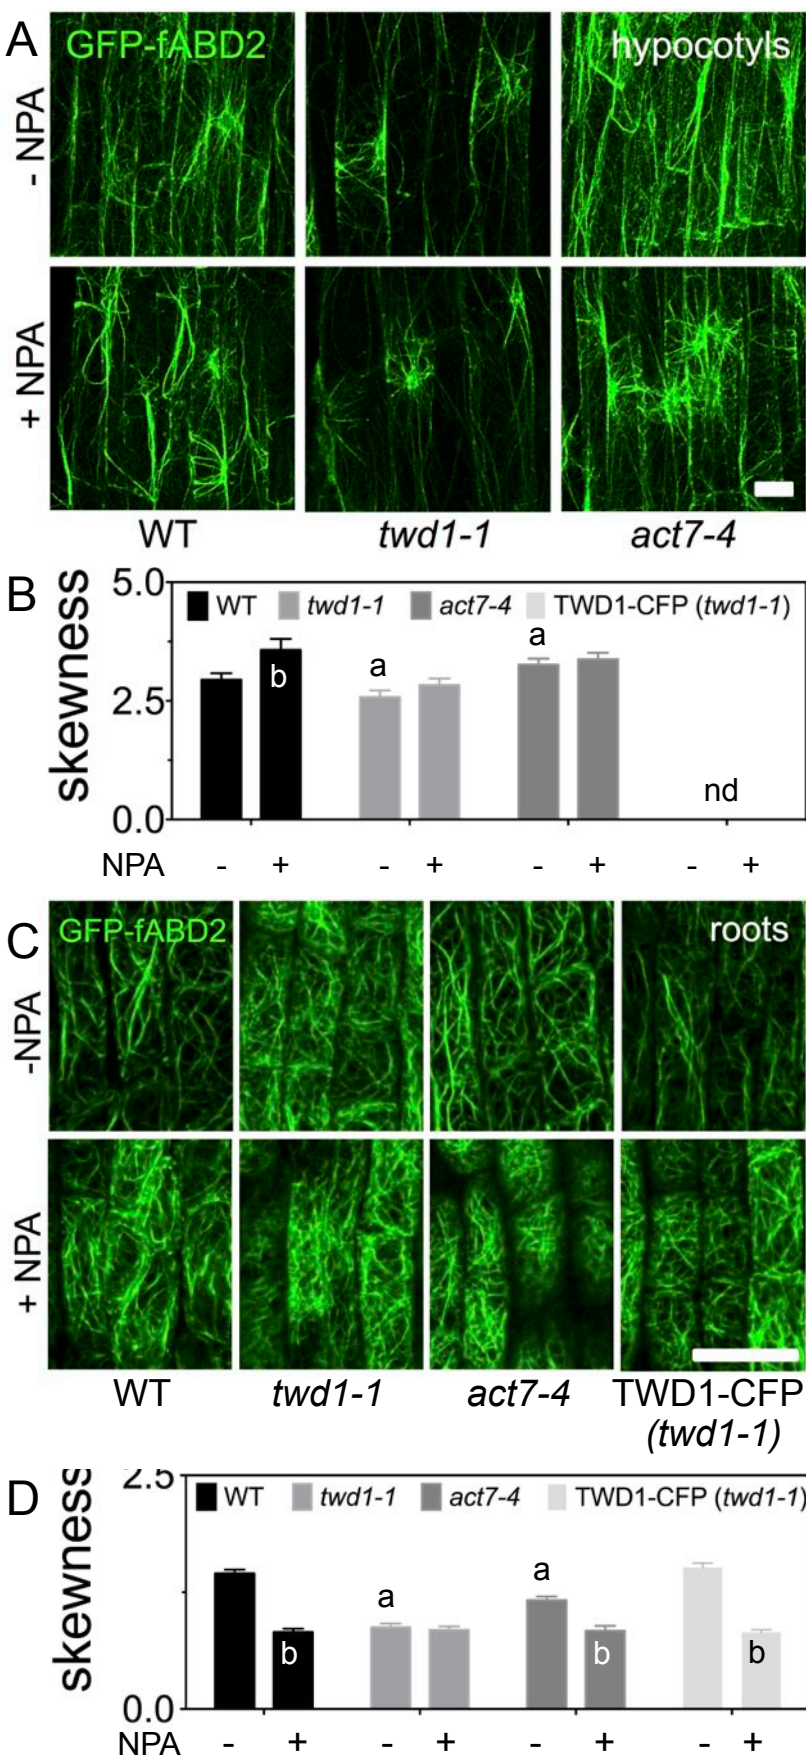 A
GFP-fABD2
hypocotyls
- NPA
+ NPA
WT
twd1-1
act7-4
B
skewness
5.0
2.5
0.0
WT
twd1-1
act7-4
TWD1-CFP (twd1-1)
b
a
a
nd
NPA - + - + - + - +
C
GFP-fABD2
roots
-NPA
+ NPA
WT
twd1-1
act7-4
TWD1-CFP
(twd1-1)
D
skewness
2.5
0.0
WT
twd1-1
act7-4
TWD1-CFP (twd1-1)
b
a
a
b
b
NPA - + - + - + - +